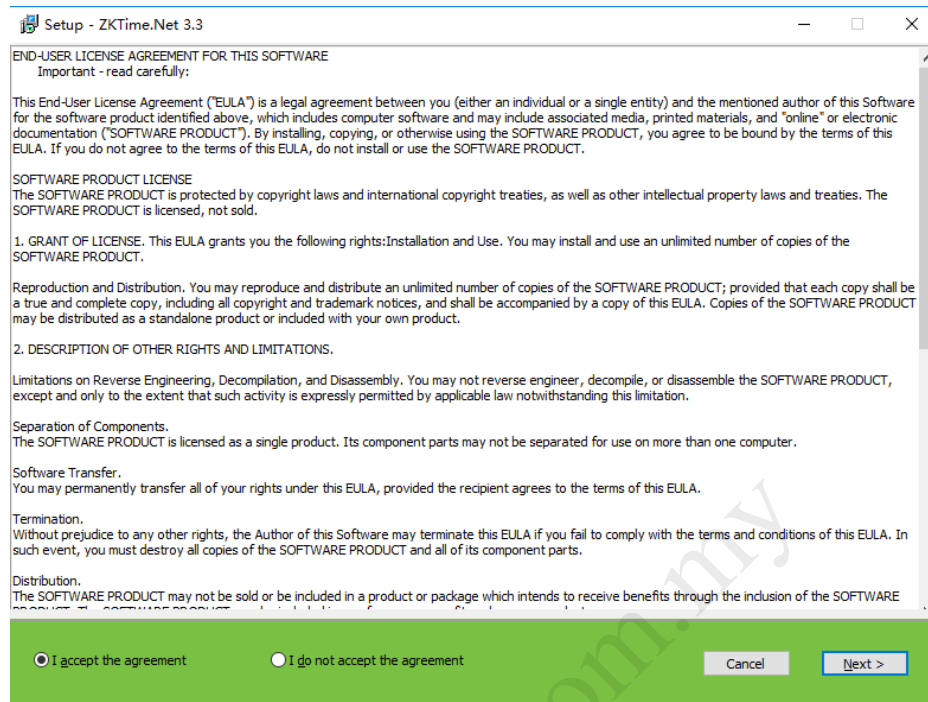 Setup - ZKTime.Net 3.3
END-USER LICENSE AGREEMENT FOR THIS SOFTWARE
Important - read carefully:
This End-User License Agreement ("EULA") is a legal agreement between you (either an individual or a single entity) and the mentioned author of this Software
for the software product identified above, which includes computer software and may include associated media, printed materials, and "online" or electronic
documentation ("SOFTWARE PRODUCT"). By installing, copying, or otherwise using the SOFTWARE PRODUCT, you agree to be bound by the terms of this
EULA. If you do not agree to the terms of this EULA, do not install or use the SOFTWARE PRODUCT.
SOFTWARE PRODUCT LICENSE
The SOFTWARE PRODUCT is protected by copyright laws and international copyright treaties, as well as other intellectual property laws and treaties. The
SOFTWARE PRODUCT is licensed, not sold.
1. GRANT OF LICENSE. This EULA grants you the following rights:Installation and Use. You may install and use an unlimited number of copies of the
SOFTWARE PRODUCT.
Reproduction and Distribution. You may reproduce and distribute an unlimited number of copies of the SOFTWARE PRODUCT; provided that each copy shall be
a true and complete copy, including all copyright and trademark notices, and shall be accompanied by a copy of this EULA. Copies of the SOFTWARE PRODUCT
may be distributed as a standalone product or included with your own product.
2. DESCRIPTION OF OTHER RIGHTS AND LIMITATIONS.
Limitations on Reverse Engineering, Decompilation, and Disassembly. You may not reverse engineer, decompile, or disassemble the SOFTWARE PRODUCT,
except and only to the extent that such activity is expressly permitted by applicable law notwithstanding this limitation.
Separation of Components.
The SOFTWARE PRODUCT is licensed as a single product. Its component parts may not be separated for use on more than one computer.
Software Transfer.
You may permanently transfer all of your rights under this EULA, provided the recipient agrees to the terms of this EULA.
Termination.
Without prejudice to any other rights, the Author of this Software may terminate this EULA if you fail to comply with the terms and conditions of this EULA. In
such event, you must destroy all copies of the SOFTWARE PRODUCT and all of its component parts.
Distribution.
The SOFTWARE PRODUCT may not be sold or be included in a product or package which intends to receive benefits through the inclusion of the SOFTWARE
I accept the agreement
I do not accept the agreement
Cancel
Next >
om.my